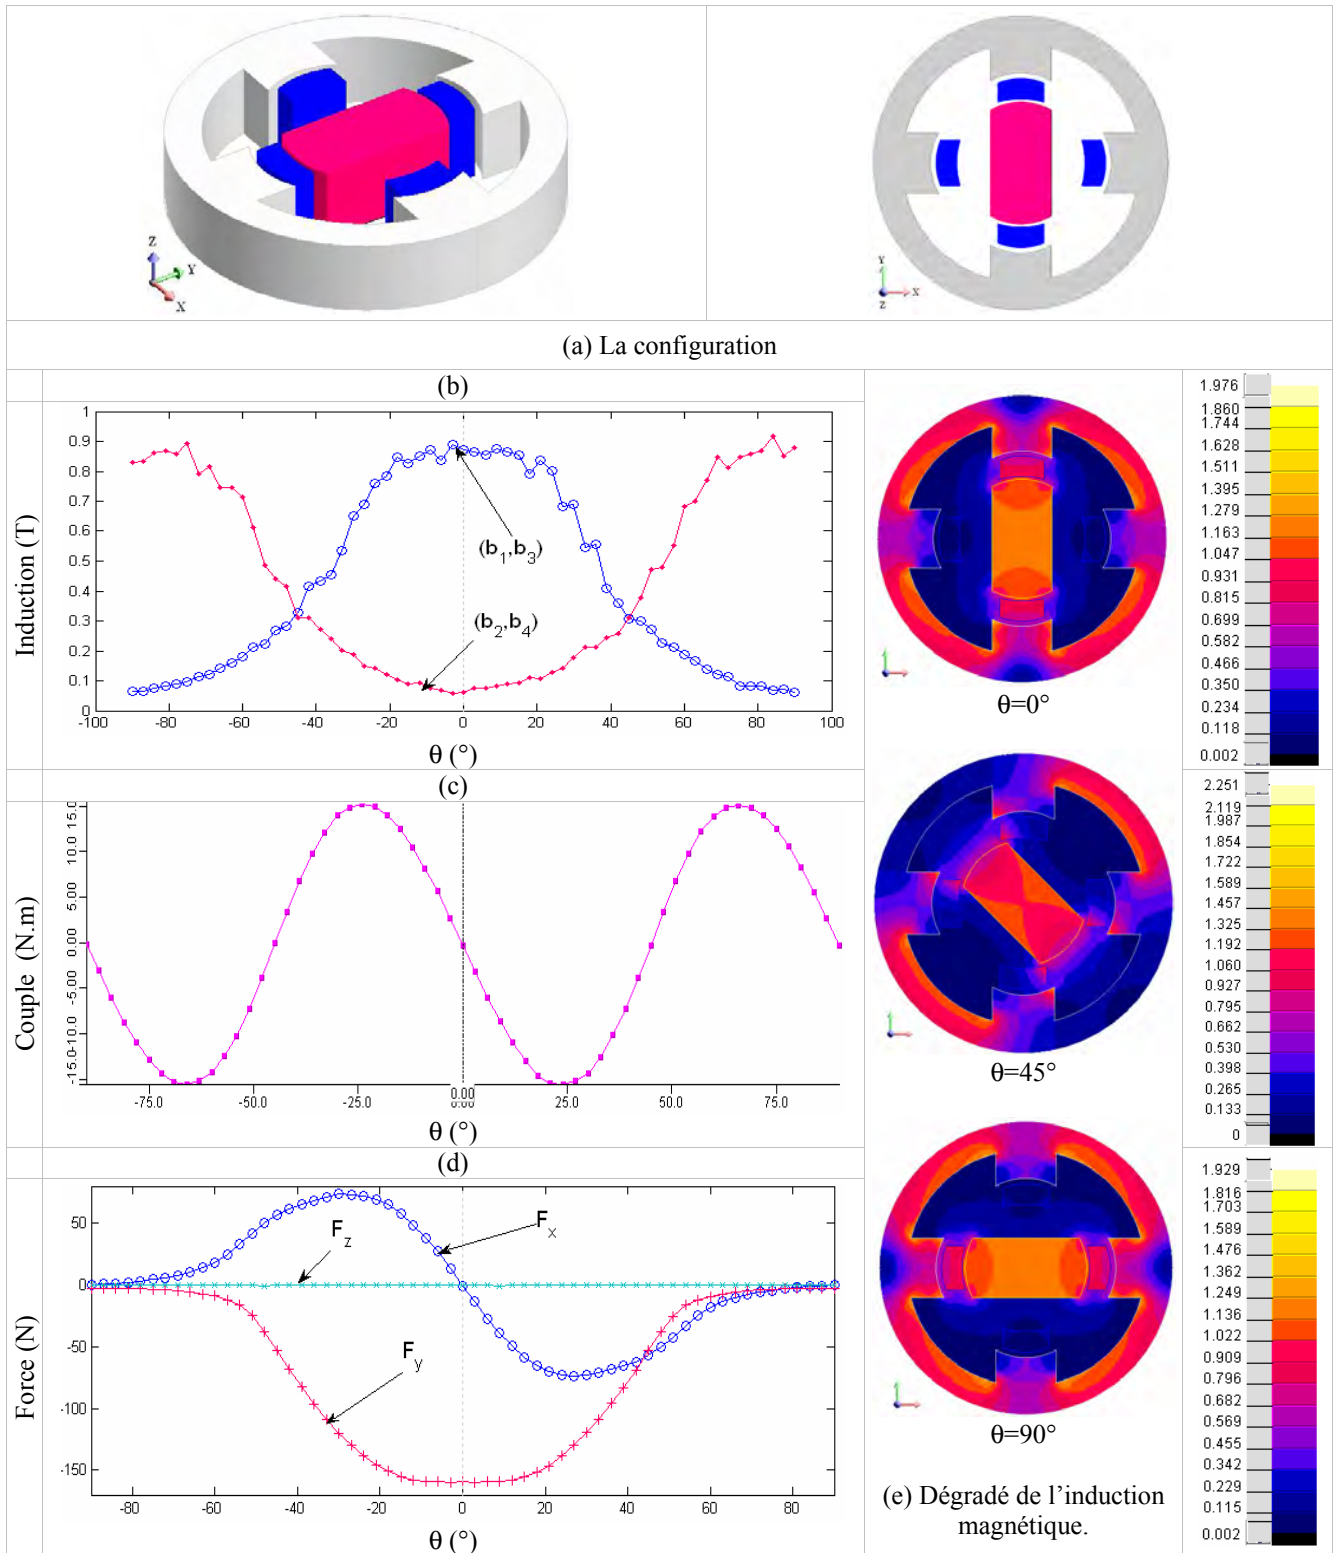 Z
Y
X
Y
Z
X
(a) La configuration
(b)
Induction (T)
1
0.9
0.8
0.7
0.6
0.5
0.4
0.3
0.2
0.1
0
(b1,b3)
(b2,b4)
-100 -80 -60 -40 -20 0 20 40 60 80 100
θ (°)
(c)
Couple (N.m)
15.0
10.0
5.00
0.00
-5.00
-10.0
-15.0
-75.0 -50.0 -25.0 0.00 25.0 50.0 75.0
θ (°)
(d)
Force (N)
50
0
-50
-100
-150
Fx
Fz
Fy
-80 -60 -40 -20 0 20 40 60 80
θ (°)
θ=0°
1.976
1.860
1.744
1.628
1.511
1.395
1.279
1.163
1.047
0.931
0.815
0.699
0.582
0.466
0.350
0.234
0.118
0.002
θ=45°
2.251
2.119
1.987
1.854
1.722
1.589
1.457
1.325
1.192
1.060
0.927
0.795
0.662
0.530
0.398
0.265
0.133
0
θ=90°
1.929
1.816
1.703
1.589
1.476
1.362
1.249
1.136
1.022
0.909
0.796
0.682
0.569
0.455
0.342
0.229
0.115
0.002
(e) Dégradé de l’induction
magnétique.